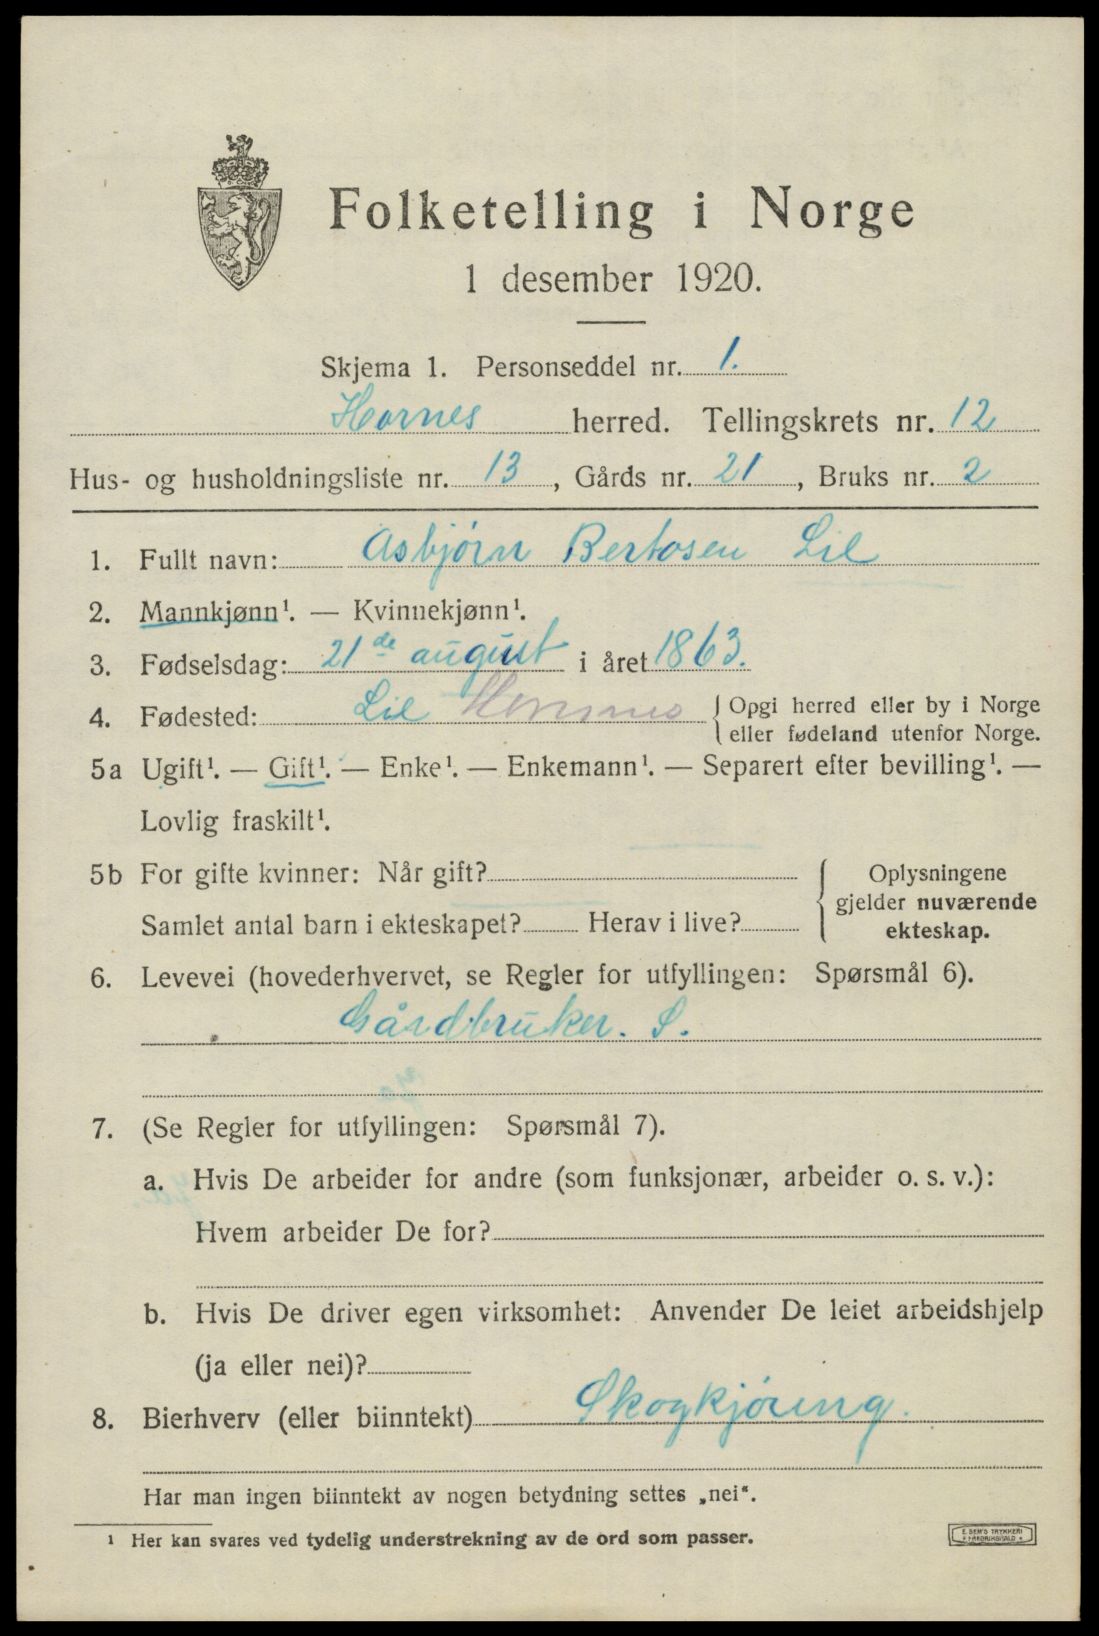 Folketelling i Norge
1 desember 1920.
Skjema 1. Personseddel nr. 1.
Hornes herred. Tellingskrets nr. 12
Hus- og husholdningsliste nr. 13, Gårds nr. 21, Bruks nr. 2
1. Fullt navn: Asbjørn Bertosen Lil
2. Mannkjønn¹. — Kvinnekjønn¹.
3. Fødselsdag: 21de august i året 1863.
4. Fødested: Lil { Opgi herred eller by i Norge
eller fødeland utenfor Norge.
5a Ugift¹. — Gift¹. — Enke¹. — Enkemann¹. — Separert efter bevilling¹. —
Lovlig fraskilt¹.
5b For gifte kvinner: Når gift?
Samlet antal barn i ekteskapet? Herav i live?
{ Oplysningene
gjelder nuværende
ekteskap.
6. Levevei (hovederhvervet, se Regler for utfyllingen: Spørsmål 6).
Gårdbruker. S.
7. (Se Regler for utfyllingen: Spørsmål 7).
a. Hvis De arbeider for andre (som funksjonær, arbeider o. s. v.):
Hvem arbeider De for?
b. Hvis De driver egen virksomhet: Anvender De leiet arbeidshjelp
(ja eller nei)?
8. Bierhverv (eller biinntekt) Skogkjöring.
Har man ingen biinntekt av nogen betydning settes „nei“.
¹ Her kan svares ved tydelig understrekning av de ord som passer.
E. SEM'S TRYKKERI
FREDRIKSHALD